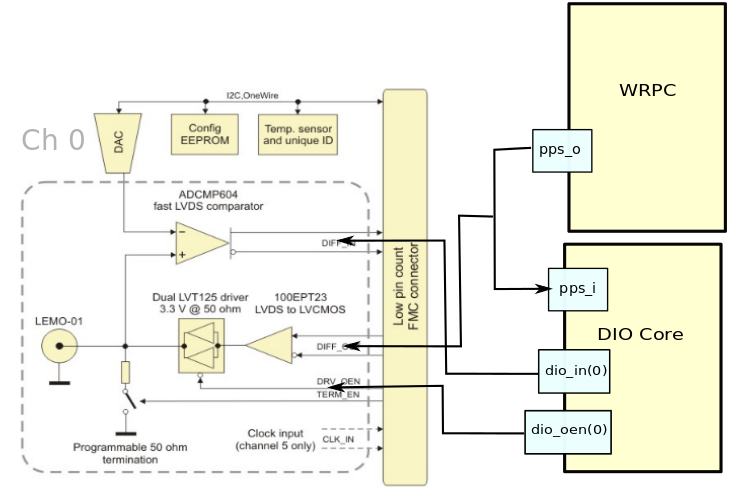 I2C,OneWire
Ch 0
DAC
Config
EEPROM
Temp. sensor
and unique ID
WRPC
pps_o
ADCMP604
fast LVDS comparator
−
+
Low pin count
FMC connector
pps_i
DIO Core
Dual LVT125 driver
3.3 V @ 50 ohm
100EPT23
LVDS to LVCMOS
LEMO-01
dio_in(0)
DRV_OEN
TERM_EN
dio_oen(0)
Clock input
(channel 5 only)
CLK_IN
Programmable 50 ohm
termination